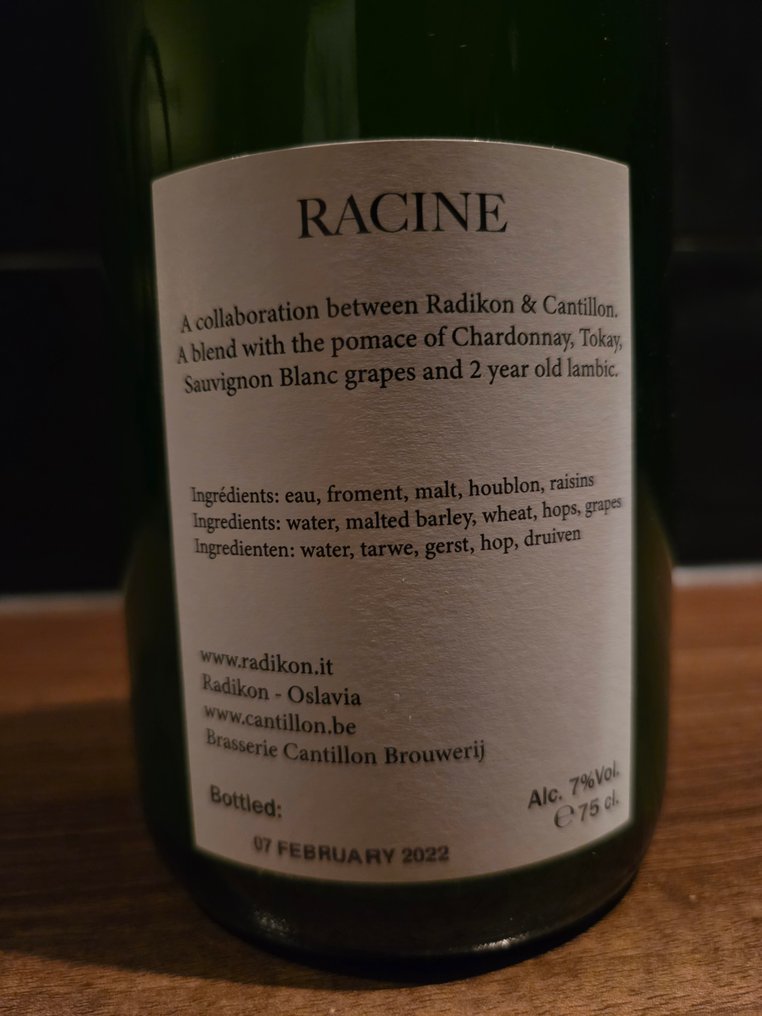 RACINE
A collaboration between Radikon & Cantillon.
A blend with the pomace of Chardonnay, Tokay,
Sauvignon Blanc grapes and 2 year old lambic.
Ingrédients: eau, froment, malt, houblon, raisins
Ingredients: water, malted barley, wheat, hops, grapes
Ingredienten: water, tarwe, gerst, hop, druiven
www.radikon.it
Radikon - Oslavia
www.cantillon.be
Brasserie Cantillon Brouwerij
Alc. 7%Vol.
℮ 75 cl.
Bottled:
07 FEBRUARY 2022